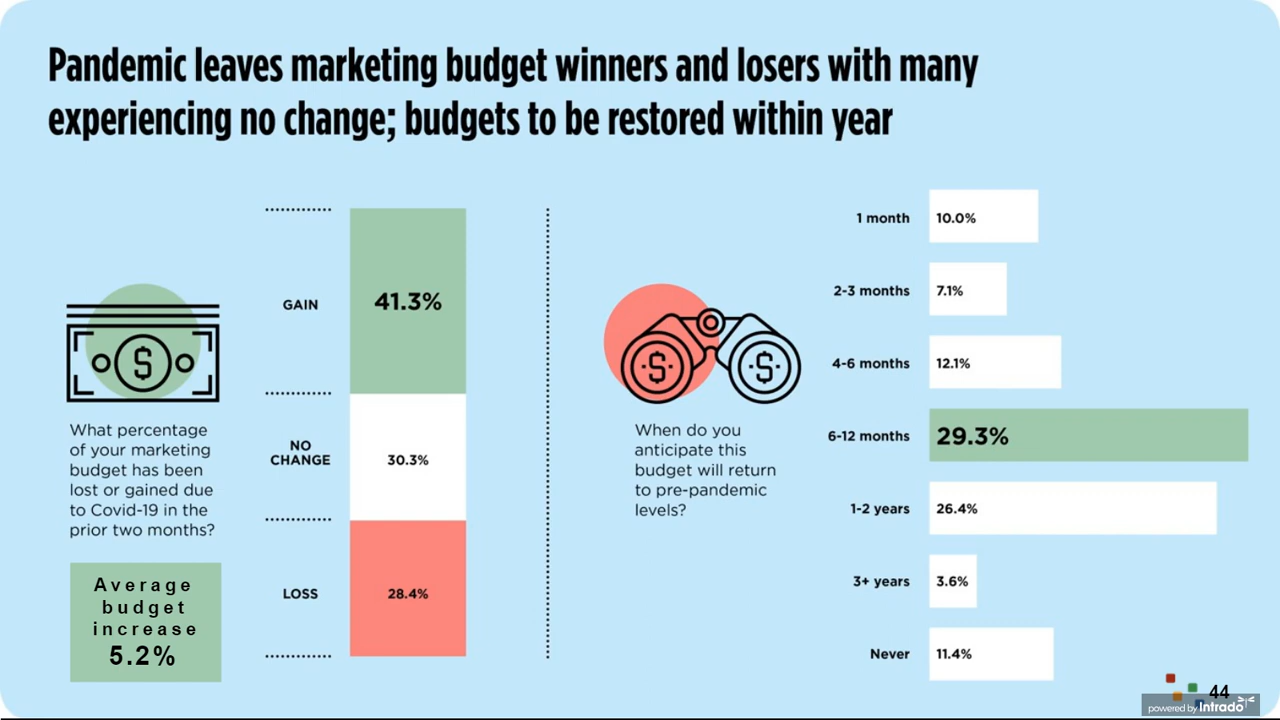 Pandemic leaves marketing budget winners and losers with many
experiencing no change; budgets to be restored within year
What percentage
of your marketing
budget has been
lost or gained due
to Covid-19 in the
prior two months?
Average
budget
increase
5.2%
GAIN
41.3%
NO
CHANGE
30.3%
LOSS
28.4%
When do you
anticipate this
budget will return
to pre-pandemic
levels?
1 month 10.0%
2-3 months 7.1%
4-6 months 12.1%
6-12 months 29.3%
1-2 years 26.4%
3+ years 3.6%
Never 11.4%
44
powered by intrado